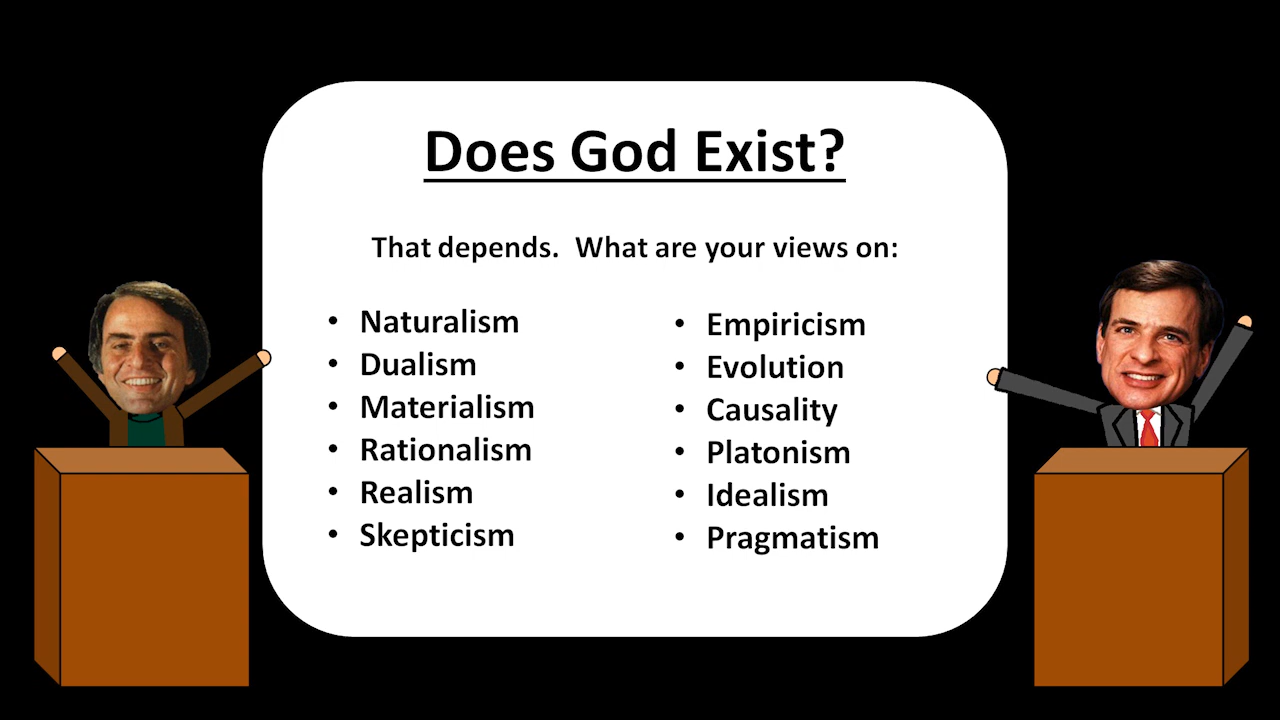 Does God Exist?
That depends.  What are your views on:
• Naturalism
• Dualism
• Materialism
• Rationalism
• Realism
• Skepticism
• Empiricism
• Evolution
• Causality
• Platonism
• Idealism
• Pragmatism